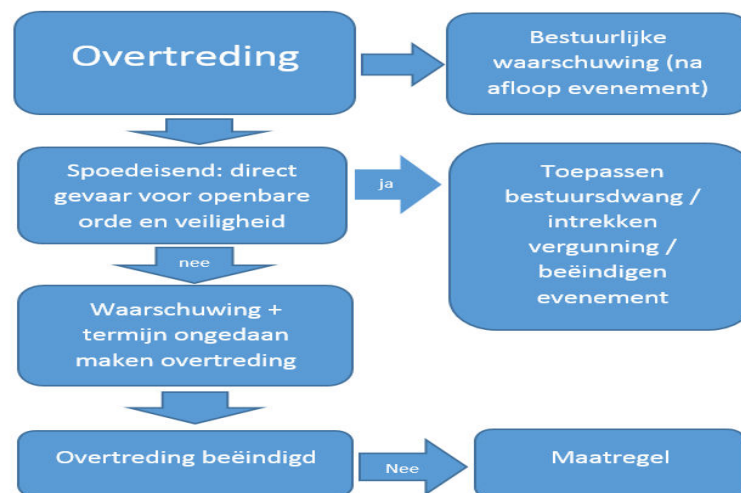 Overtreding
Bestuurlijke
waarschuwing (na
afloop evenement)
Spoedeisend: direct
gevaar voor openbare
orde en veiligheid
ja
Toepassen
bestuursdwang /
intrekken
vergunning /
beëindigen
evenement
nee
Waarschuwing +
termijn ongedaan
maken overtreding
Overtreding beëindigd
Nee
Maatregel